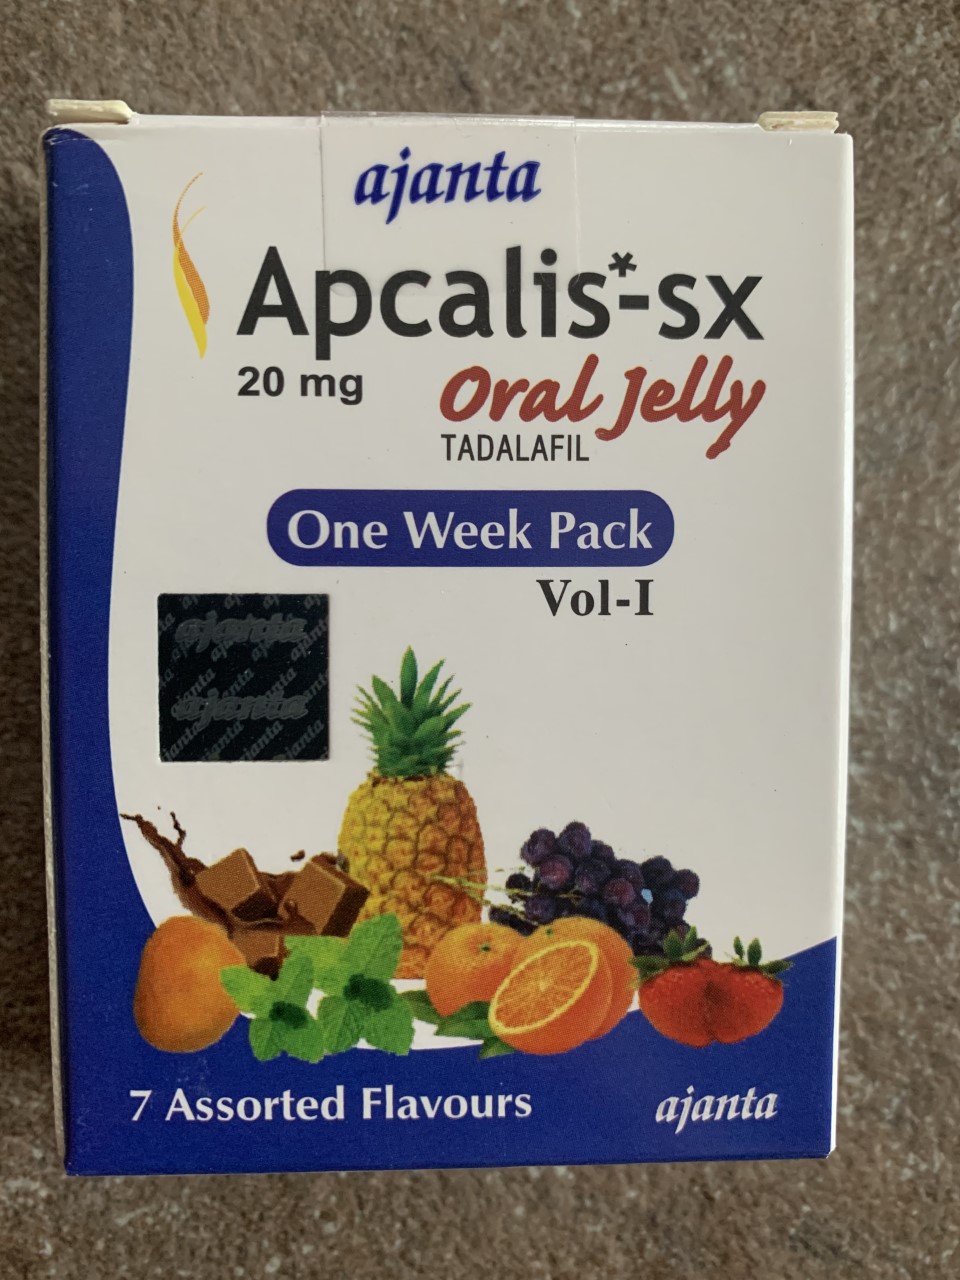 ajanta
Apcalis*-sx
20 mg
Oral Jelly
TADALAFIL
One Week Pack
Vol-I
ajanta
ajanta
7 Assorted Flavours
ajanta